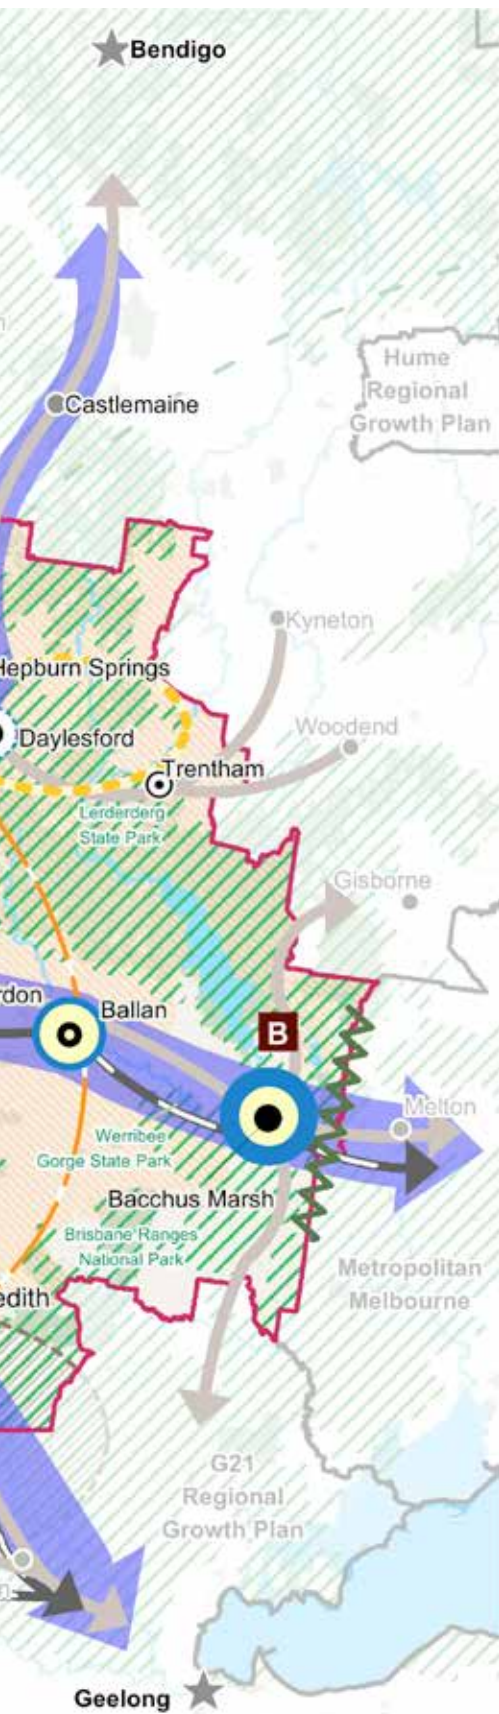 Bendigo
Hume
Regional
Growth Plan
Castlemaine
Kyneton
Hepburn Springs
Woodend
Daylesford
Trentham
Lerderderg
State Park
Gisborne
rdon
Ballan
B
Melton
Werribee
Gorge State Park
Bacchus Marsh
Brisbane Ranges
National Park
Metropolitan
Melbourne
edith
G21
Regional
Growth Plan
Geelong